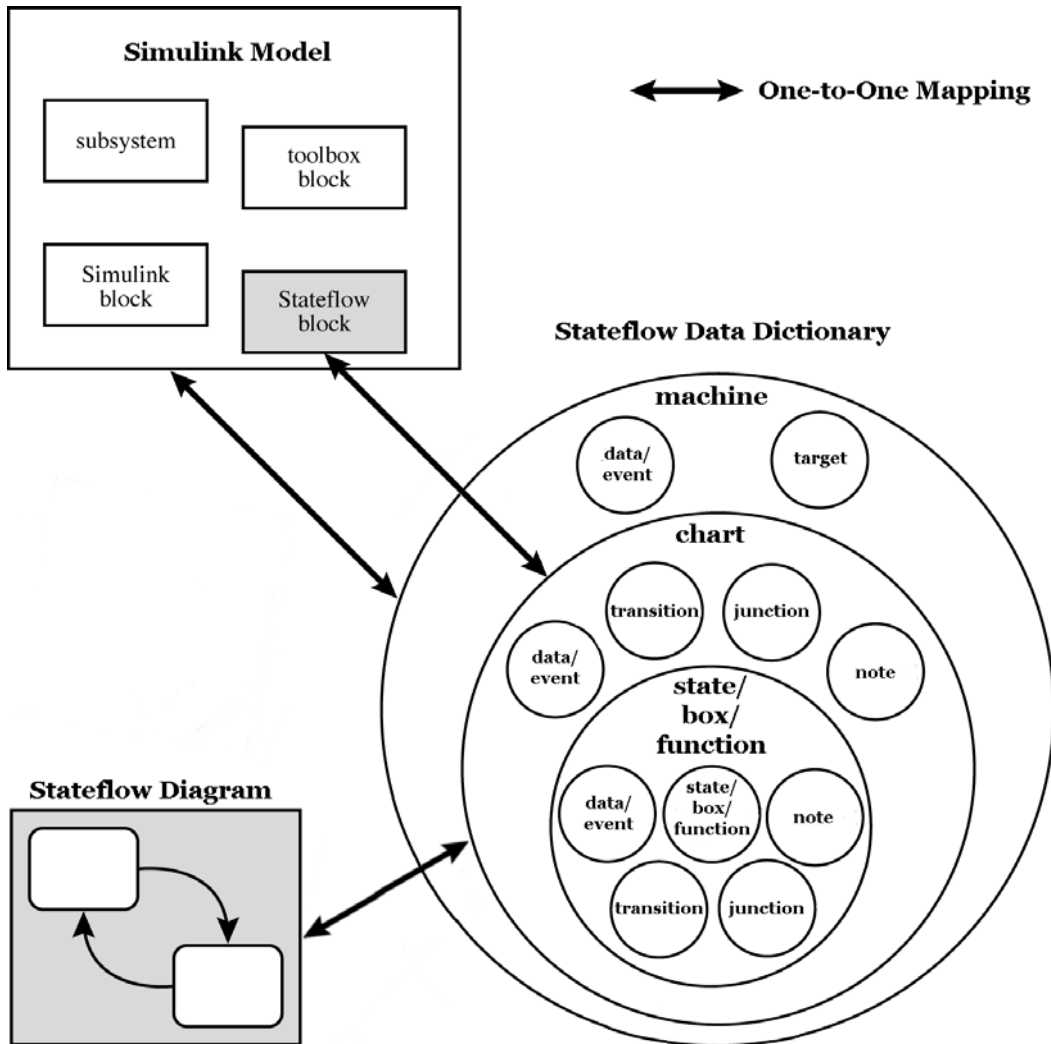 Simulink Model
One-to-One Mapping
subsystem
toolbox
block
Simulink
block
Stateflow
block
Stateflow Data Dictionary
machine
data/
event
target
chart
transition
junction
data/
event
note
state/
box/
function
data/
event
state/
box/
function
note
transition
junction
Stateflow Diagram